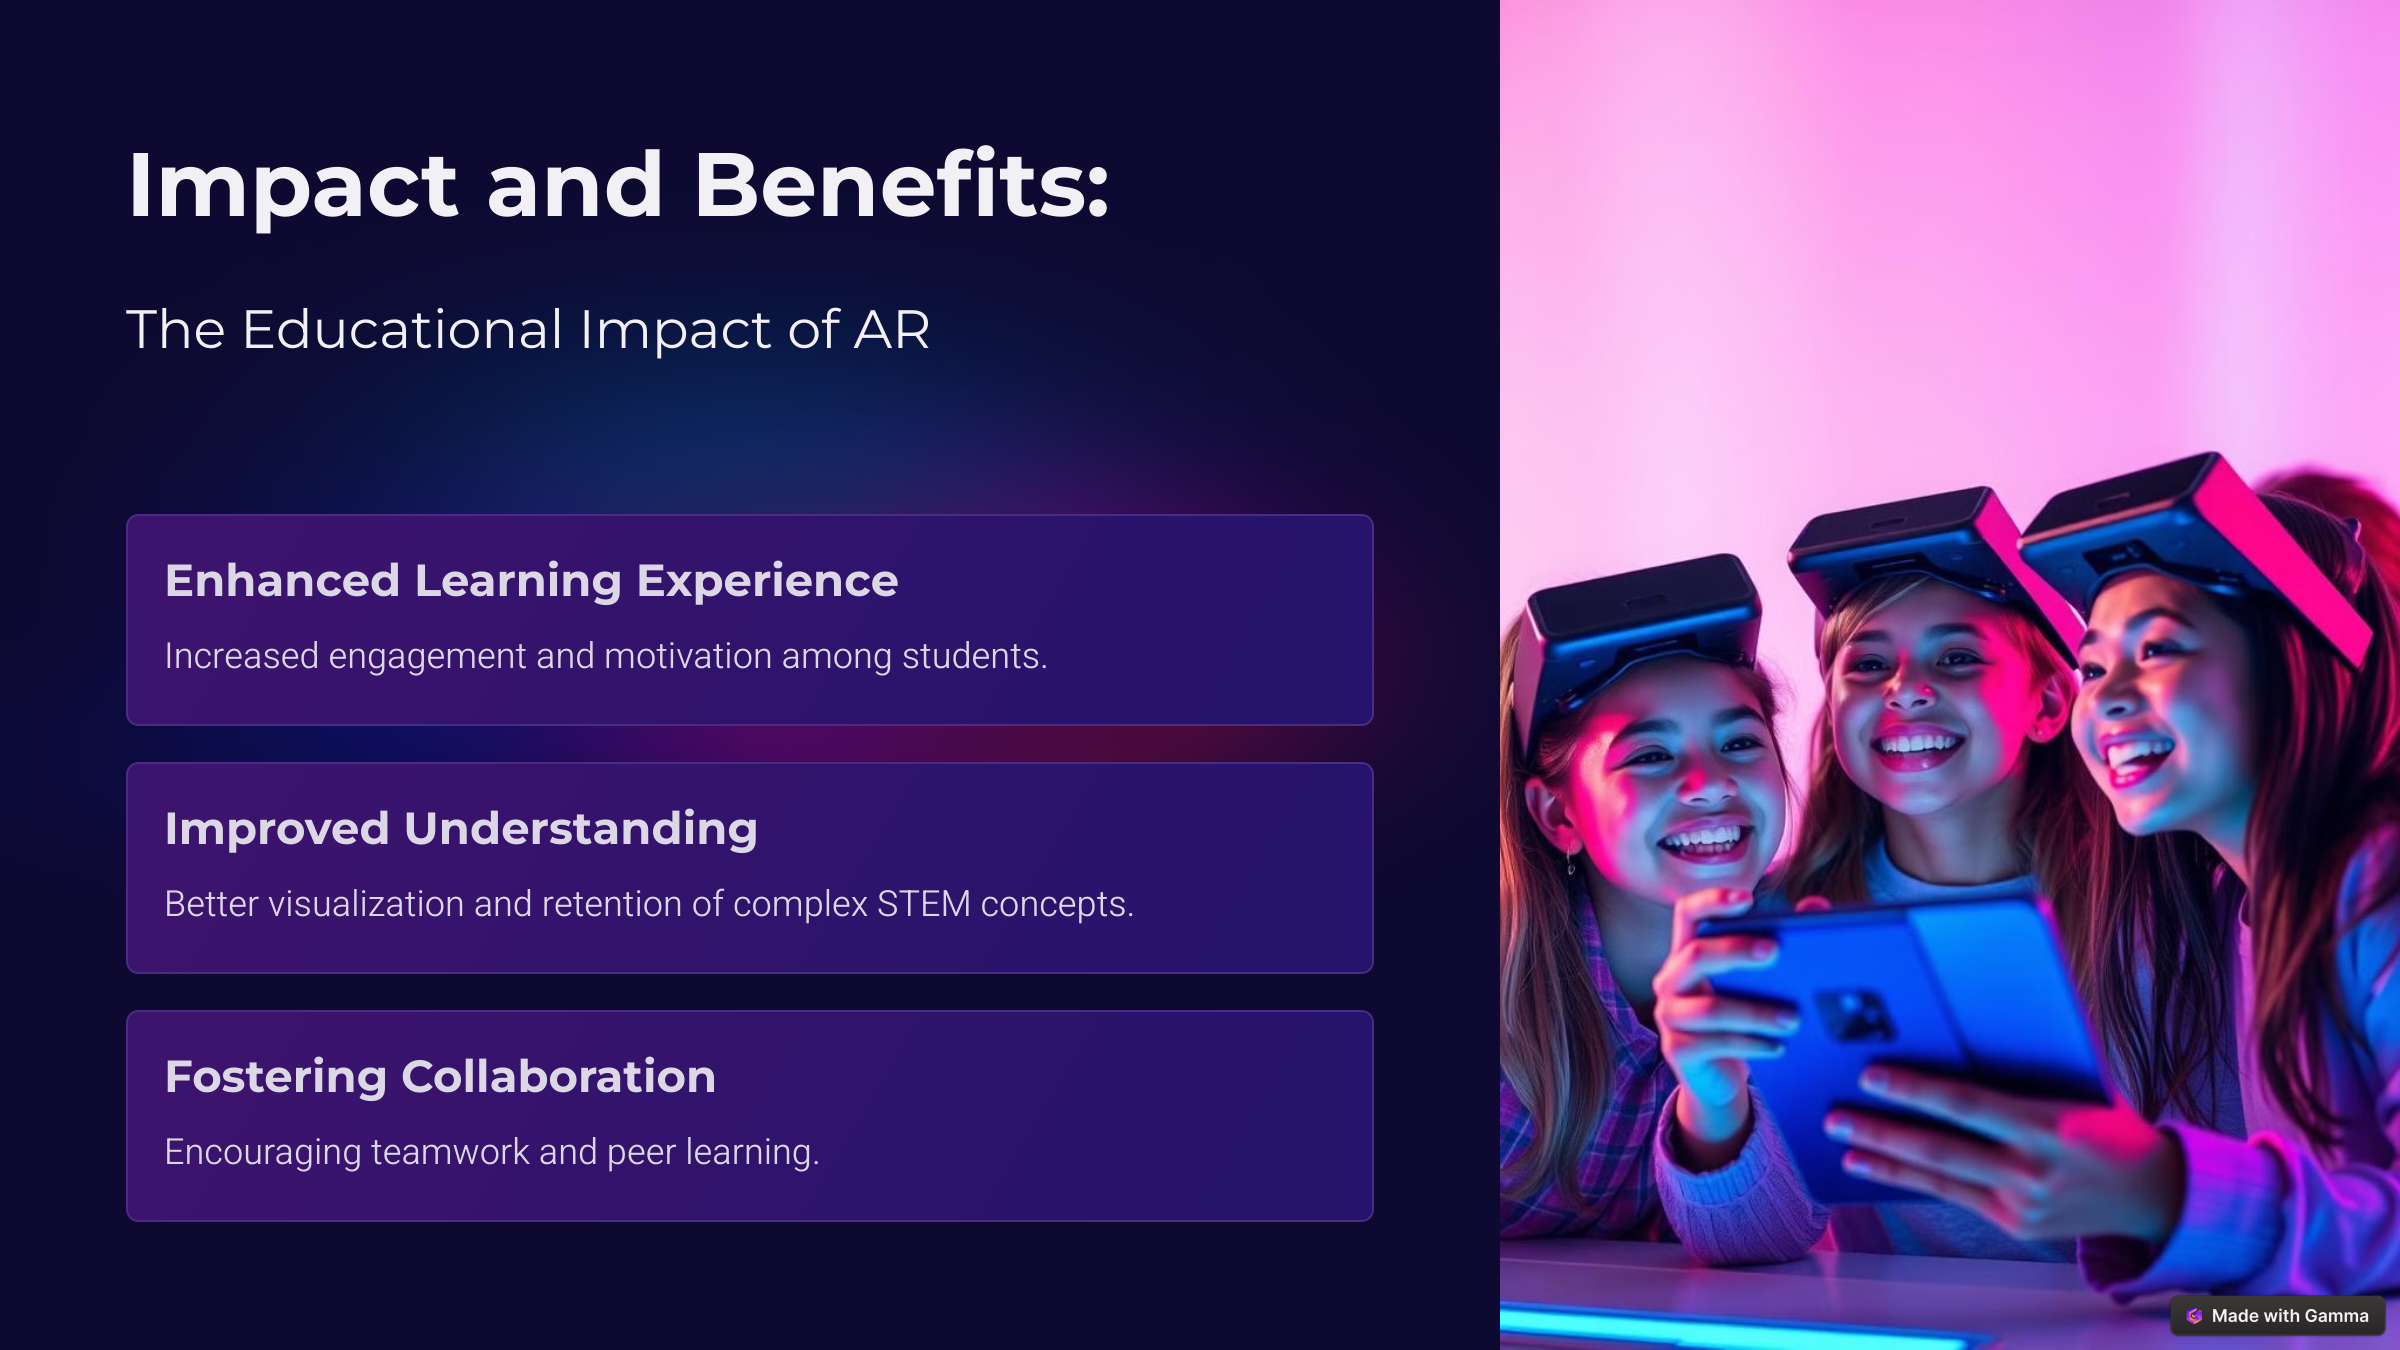 Impact and Benefits:
The Educational Impact of AR
Enhanced Learning Experience
Increased engagement and motivation among students.
Improved Understanding
Better visualization and retention of complex STEM concepts.
Fostering Collaboration
Encouraging teamwork and peer learning.
Made with Gamma